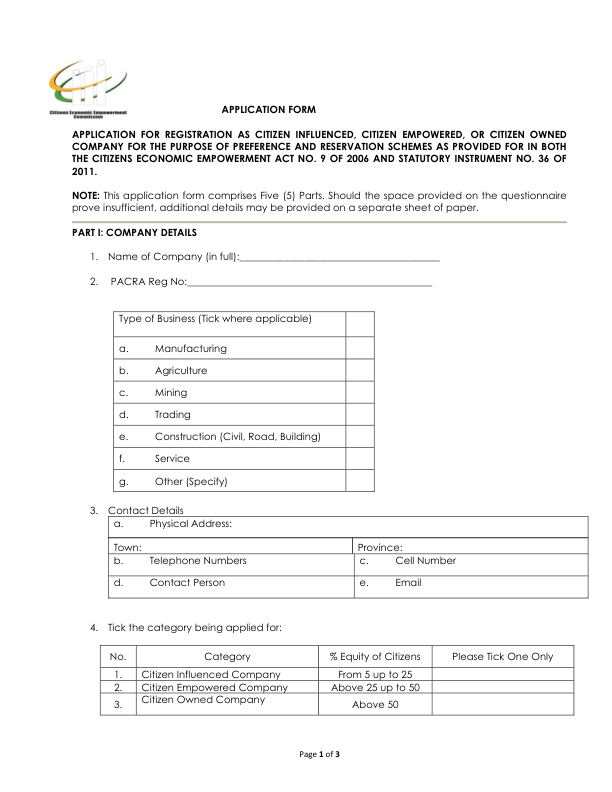 Citizens Economic Empowerment
Commission
APPLICATION FORM
APPLICATION FOR REGISTRATION AS CITIZEN INFLUENCED, CITIZEN EMPOWERED, OR CITIZEN OWNED
COMPANY FOR THE PURPOSE OF PREFERENCE AND RESERVATION SCHEMES AS PROVIDED FOR IN BOTH
THE CITIZENS ECONOMIC EMPOWERMENT ACT NO. 9 OF 2006 AND STATUTORY INSTRUMENT NO. 36 OF
2011.
NOTE: This application form comprises Five (5) Parts. Should the space provided on the questionnaire
prove insufficient, additional details may be provided on a separate sheet of paper.
PART I: COMPANY DETAILS
1. Name of Company (in full):________________________________________
2. PACRA Reg No:_________________________________________________
Type of Business (Tick where applicable)
a. Manufacturing
b. Agriculture
c. Mining
d. Trading
e. Construction (Civil, Road, Building)
f. Service
g. Other (Specify)
3. Contact Details
a. Physical Address:
Town: Province:
b. Telephone Numbers c. Cell Number
d. Contact Person e. Email
4. Tick the category being applied for:
No. Category % Equity of Citizens Please Tick One Only
1. Citizen Influenced Company From 5 up to 25
2. Citizen Empowered Company Above 25 up to 50
3. Citizen Owned Company Above 50
Page 1 of 3